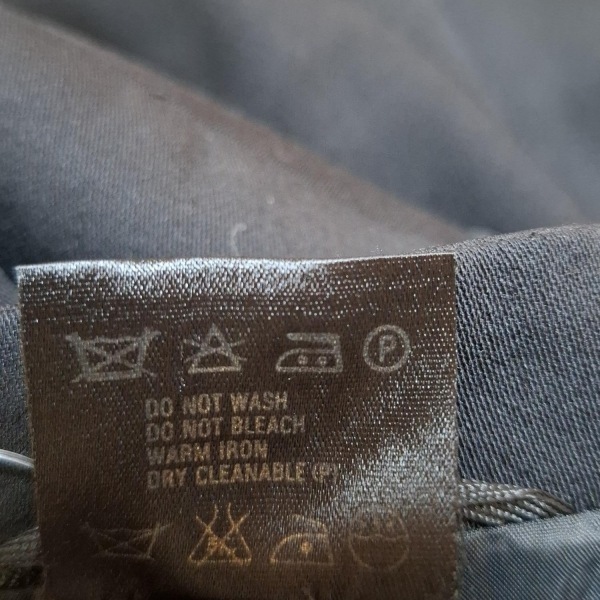 P
DO NOT WASH
DO NOT BLEACH
WARM IRON
DRY CLEANABLE (P)